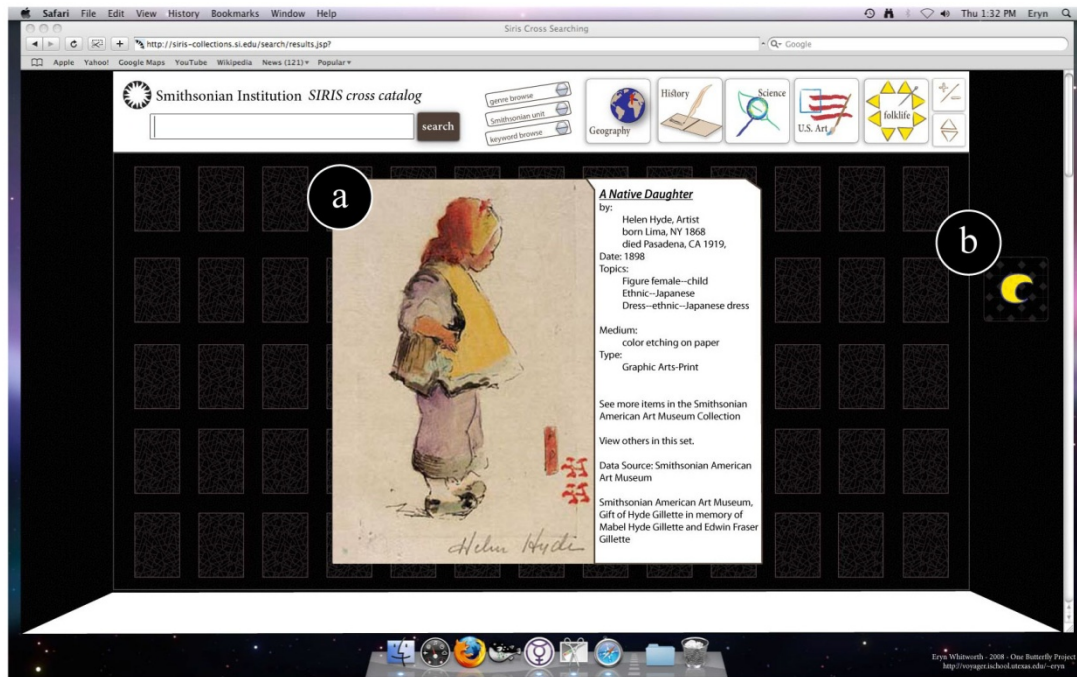 Safari File Edit View History Bookmarks Window Help
Thu 1:32 PM Eryn
Siris Cross Searching
http://siris-collections.si.edu/search/results.jsp?
Google
Apple Yahoo! Google Maps YouTube Wikipedia News (121) Popular
Smithsonian Institution SIRIS cross catalog
search
genre browse
Smithsonian unit
keyword browse
Geography
History
Science
U.S. Art
folklife
a
b
A Native Daughter
by:
Helen Hyde, Artist
born Lima, NY 1868
died Pasadena, CA 1919,
Date: 1898
Topics:
Figure female--child
Ethnic--Japanese
Dress--ethnic--Japanese dress
Medium:
color etching on paper
Type:
Graphic Arts-Print
See more items in the Smithsonian
American Art Museum Collection
View others in this set.
Data Source: Smithsonian American
Art Museum
Smithsonian American Art Museum,
Gift of Hyde Gillette in memory of
Mabel Hyde Gillette and Edwin Fraser
Gillette
Helen Hyde
Eryn Whitworth - 2008 - One Butterfly Project
http://voyager.ischool.utexas.edu/~eryn